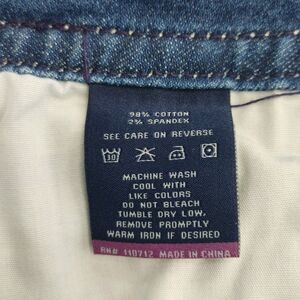 98% COTTON
2% SPANDEX
SEE CARE ON REVERSE
30
MACHINE WASH
COOL WITH
LIKE COLORS
DO NOT BLEACH
TUMBLE DRY LOW,
REMOVE PROMPTLY
WARM IRON IF DESIRED
RN# 110712 MADE IN CHINA